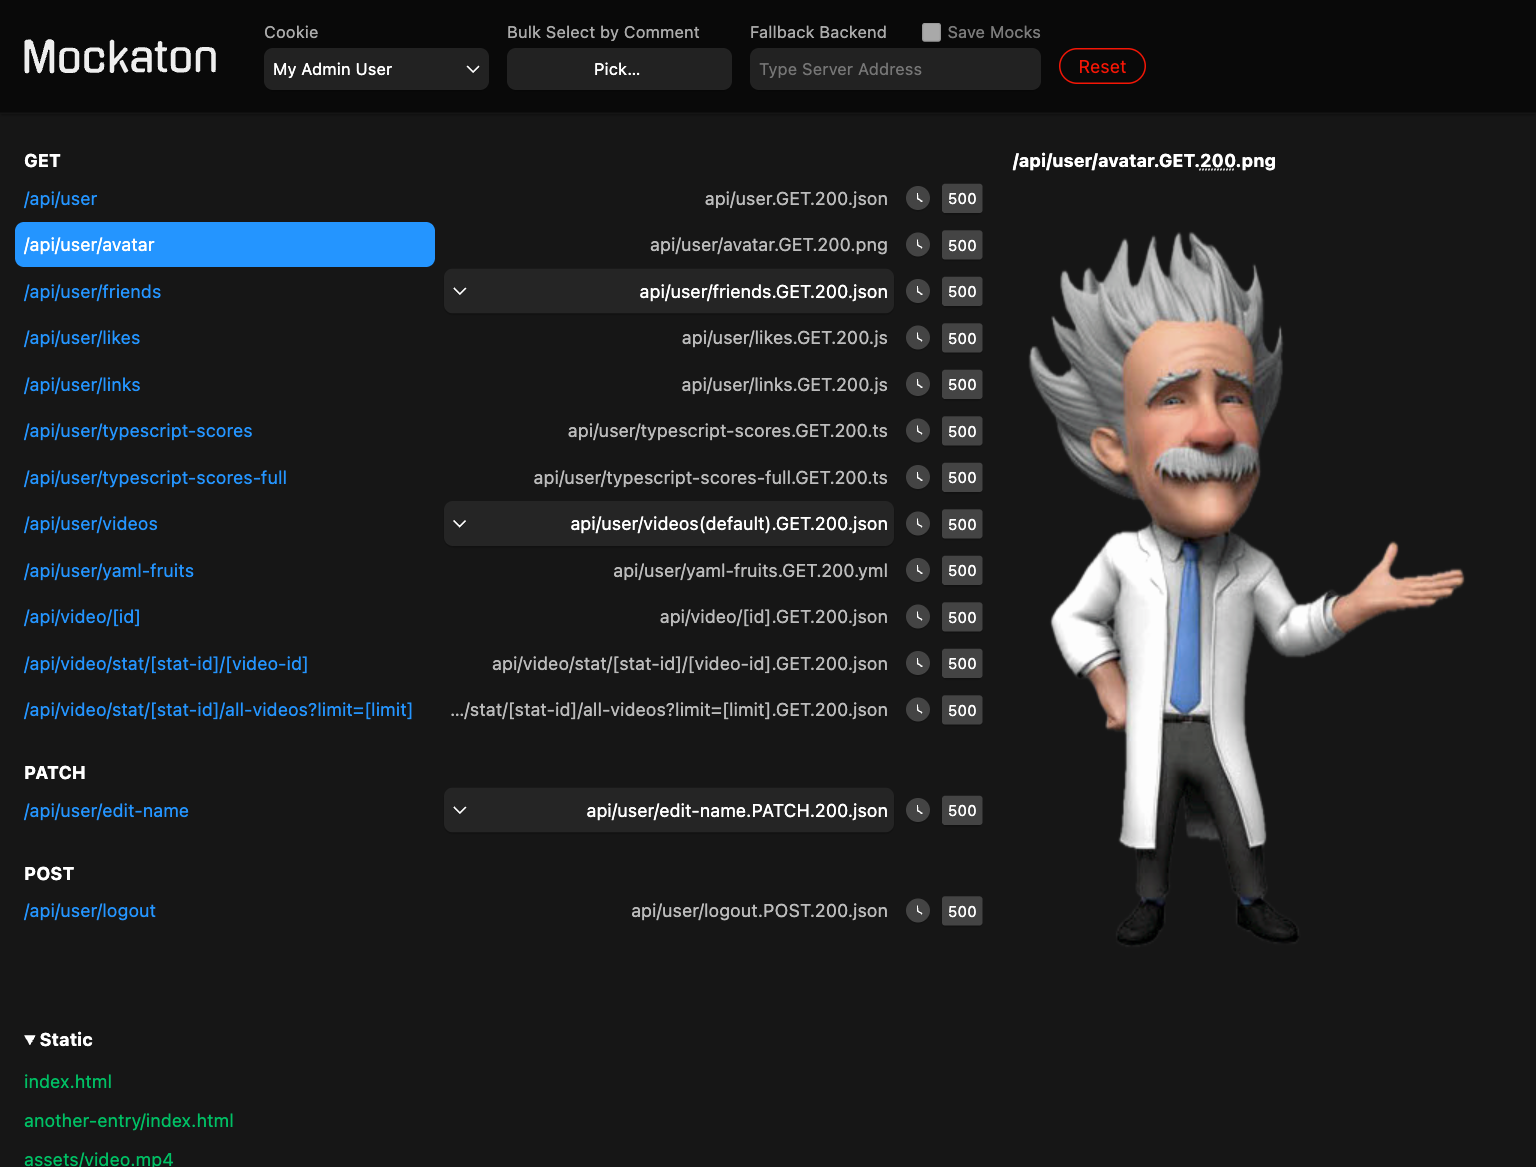 Mockaton
Cookie
My Admin User
Bulk Select by Comment
Pick...
Fallback Backend
Save Mocks
Type Server Address
Reset
GET
/api/user api/user.GET.200.json 500
/api/user/avatar api/user/avatar.GET.200.png 500
/api/user/friends api/user/friends.GET.200.json 500
/api/user/likes api/user/likes.GET.200.js 500
/api/user/links api/user/links.GET.200.js 500
/api/user/typescript-scores api/user/typescript-scores.GET.200.ts 500
/api/user/typescript-scores-full api/user/typescript-scores-full.GET.200.ts 500
/api/user/videos api/user/videos(default).GET.200.json 500
/api/user/yaml-fruits api/user/yaml-fruits.GET.200.yml 500
/api/video/[id] api/video/[id].GET.200.json 500
/api/video/stat/[stat-id]/[video-id] api/video/stat/[stat-id]/[video-id].GET.200.json 500
/api/video/stat/[stat-id]/all-videos?limit=[limit] .../stat/[stat-id]/all-videos?limit=[limit].GET.200.json 500
PATCH
/api/user/edit-name api/user/edit-name.PATCH.200.json 500
POST
/api/user/logout api/user/logout.POST.200.json 500
Static
index.html
another-entry/index.html
assets/video.mp4
/api/user/avatar.GET.200.png